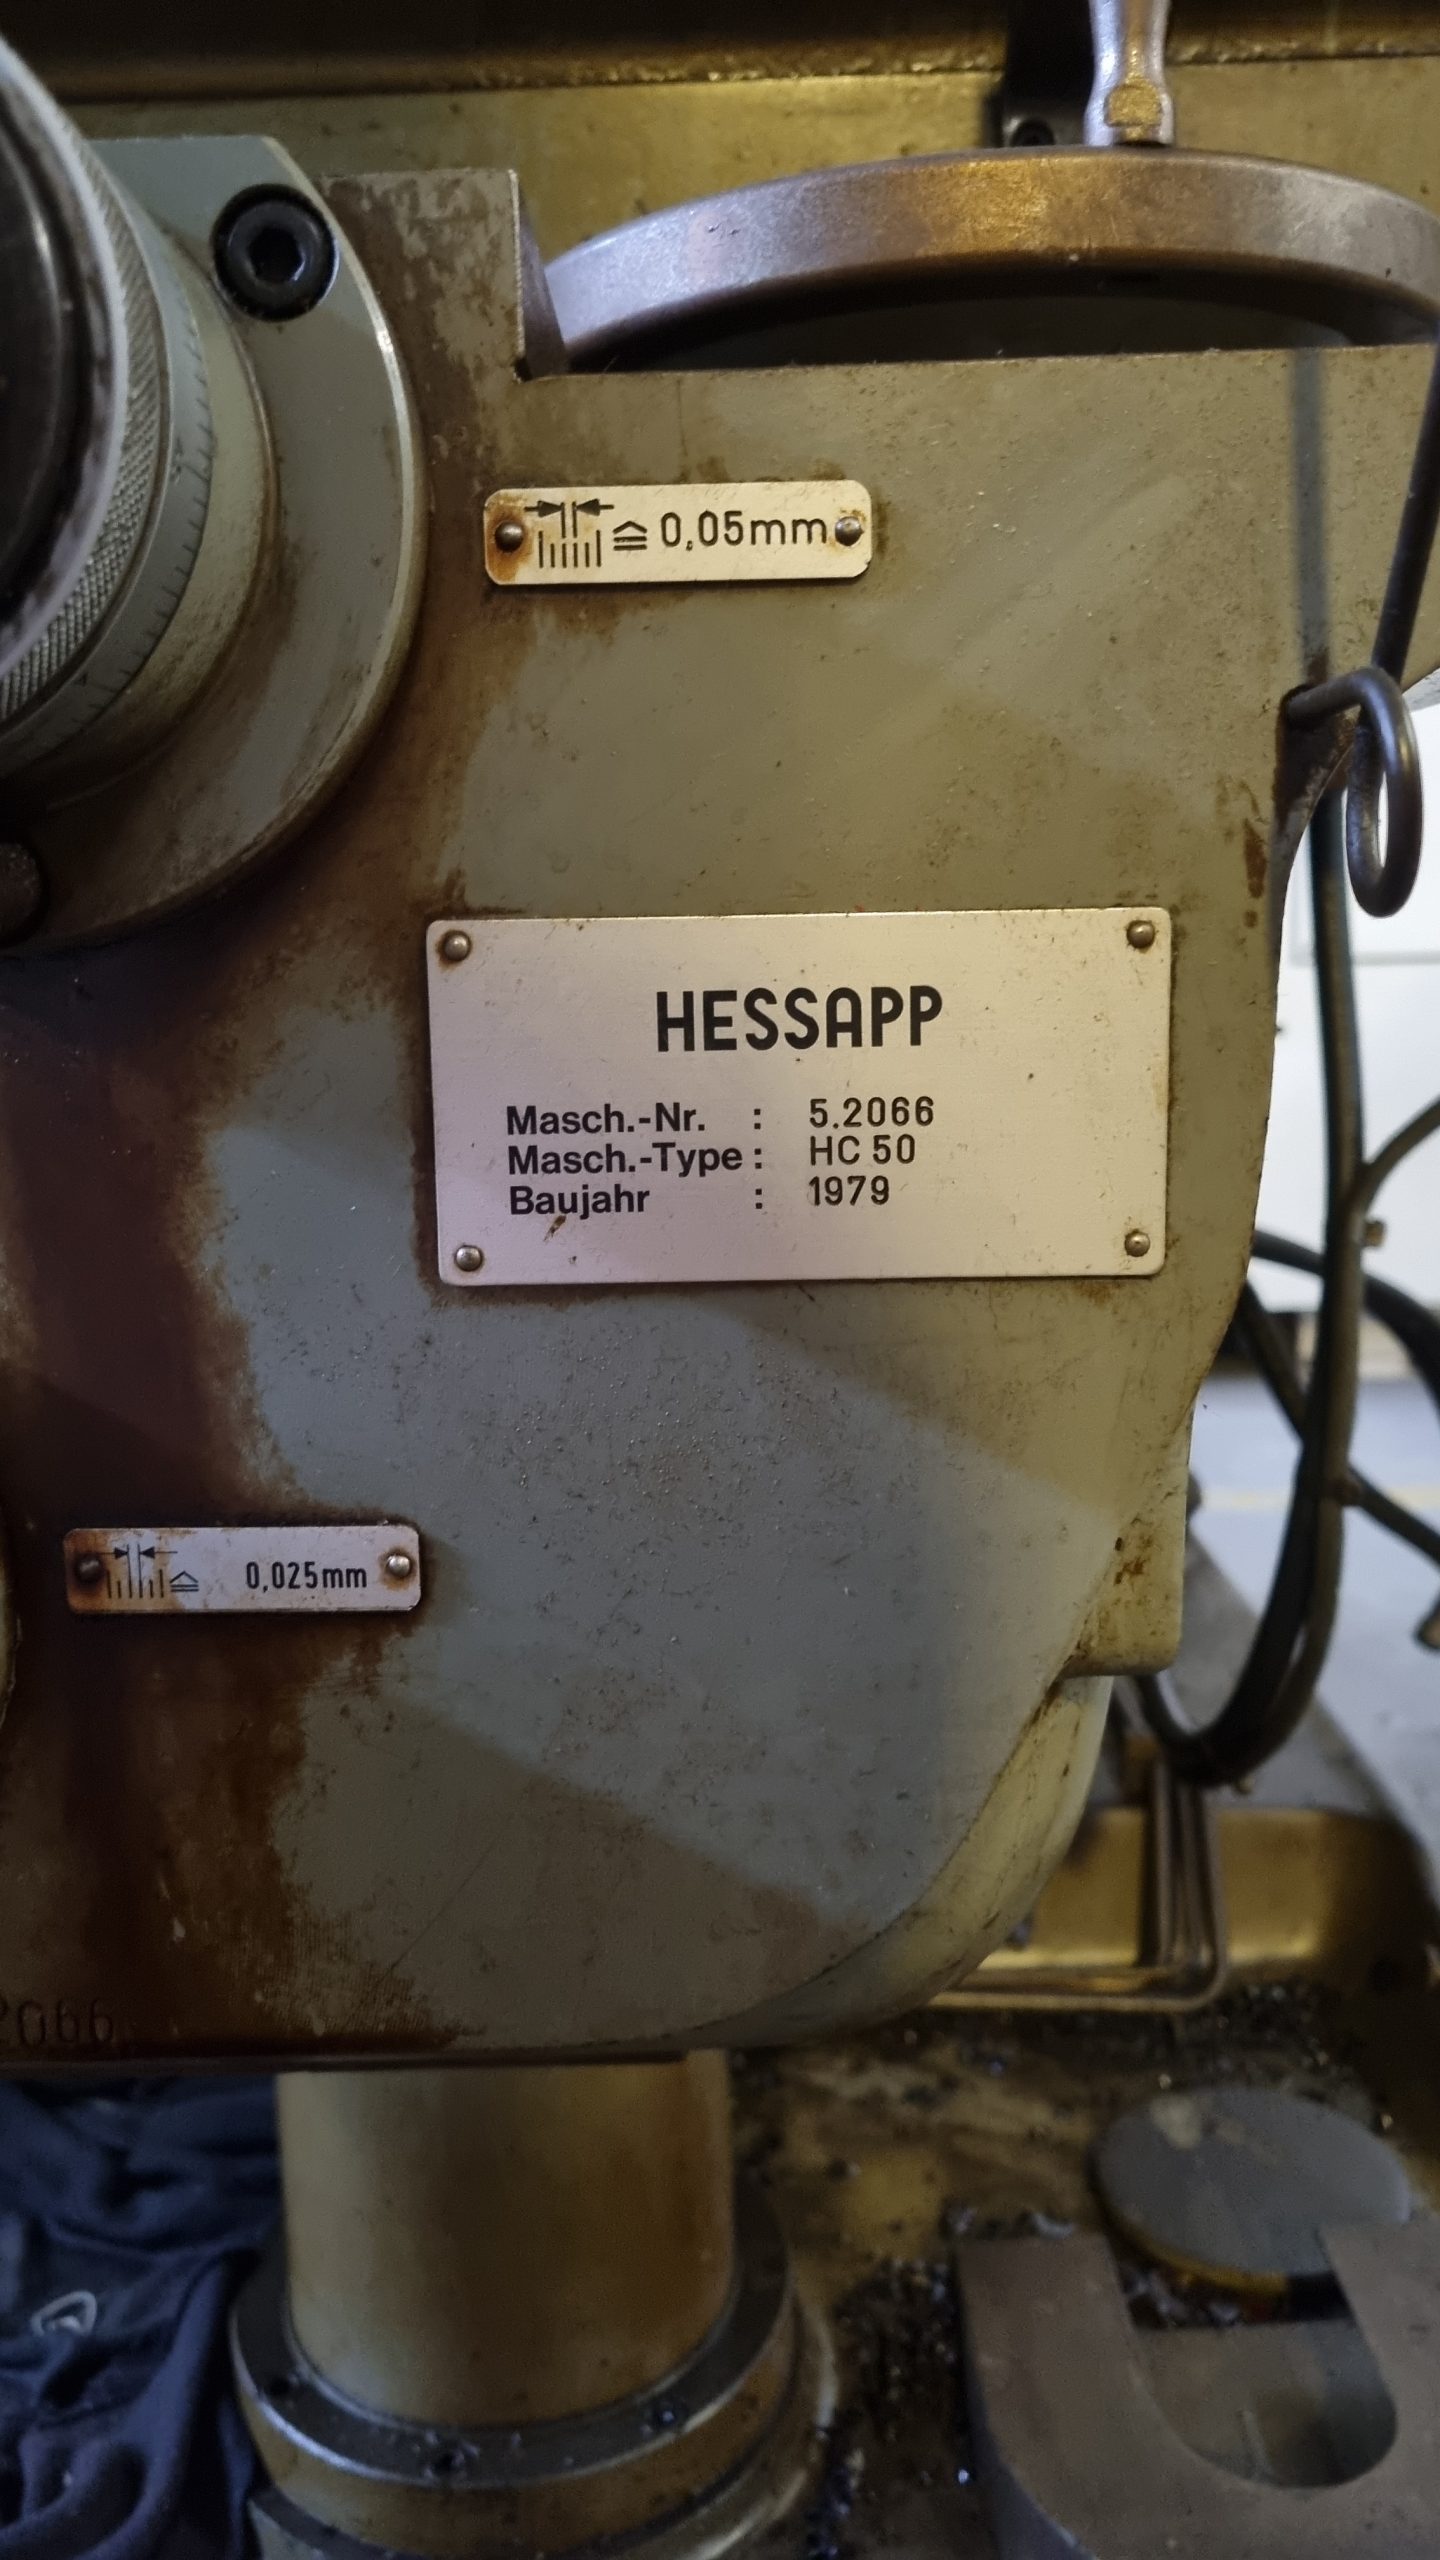 ≙ 0,05mm
HESSAPP
Masch.-Nr. : 5.2066
Masch.-Type : HC 50
Baujahr : 1979
≙ 0,025mm
2066